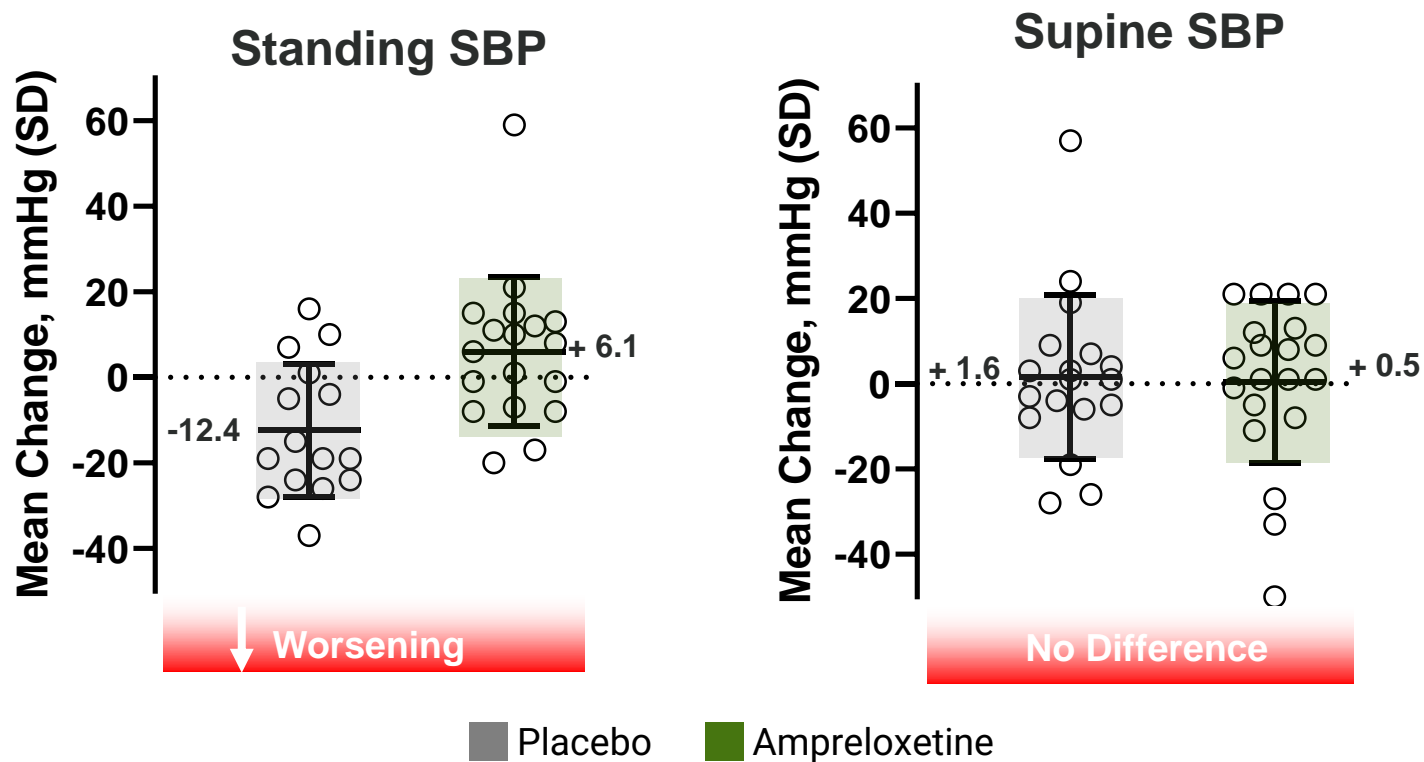 Standing SBP
Mean Change, mmHg (SD)
60
40
20
0
-20
-40
-12.4
+ 6.1
Worsening
Supine SBP
Mean Change, mmHg (SD)
60
40
20
0
-20
-40
+ 1.6
+ 0.5
No Difference
Placebo
Ampreloxetine